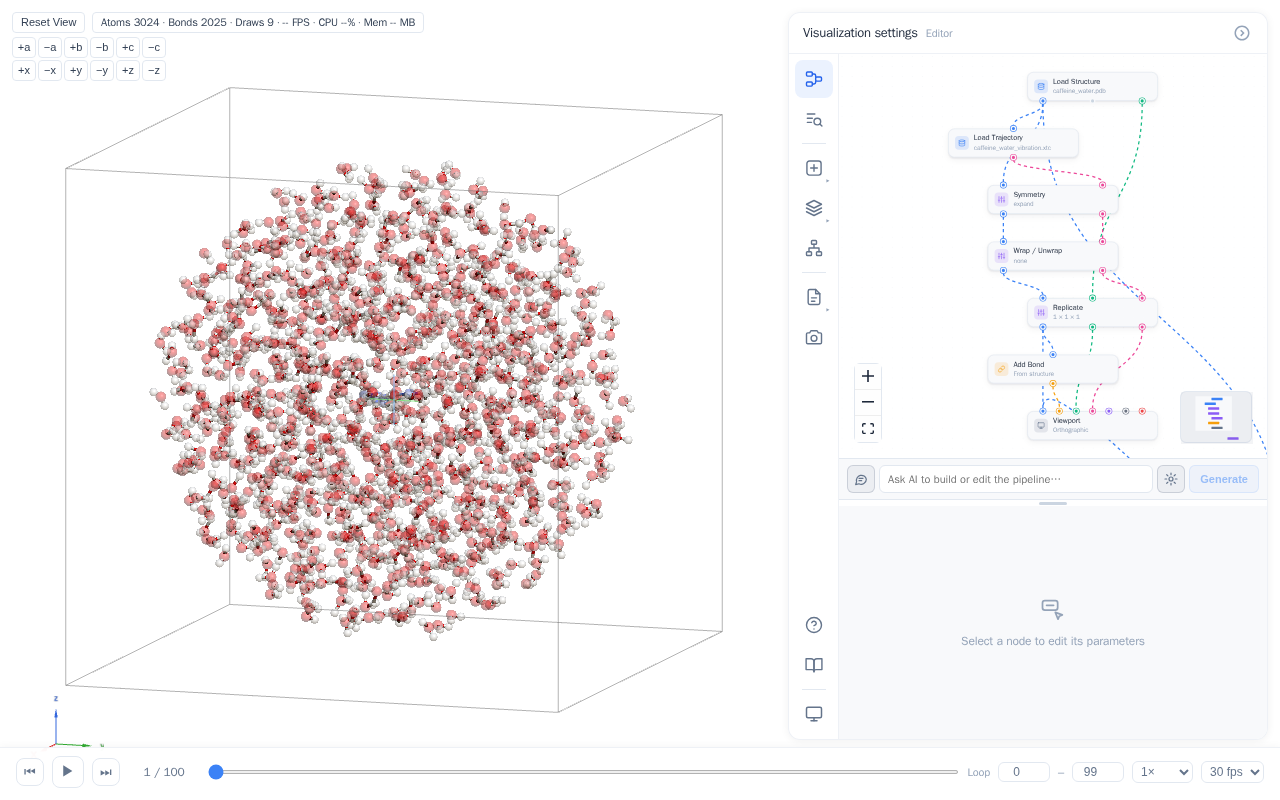 Reset View
Atoms 3024 · Bonds 2025 · Draws 9 · -- FPS · CPU --% · Mem -- MB
+a −a +b −b +c −c
+x −x +y −y +z −z
z
Visualization settings Editor
Load Structure
caffeine_water.pdb
Load Trajectory
caffeine_water_vibration.xtc
Symmetry
expand
Wrap / Unwrap
none
Replicate
1 × 1 × 1
Add Bond
From structure
Viewport
Orthographic
Ask AI to build or edit the pipeline···
Generate
Select a node to edit its parameters
1 / 100
Loop 0 – 99 1× 30 fps